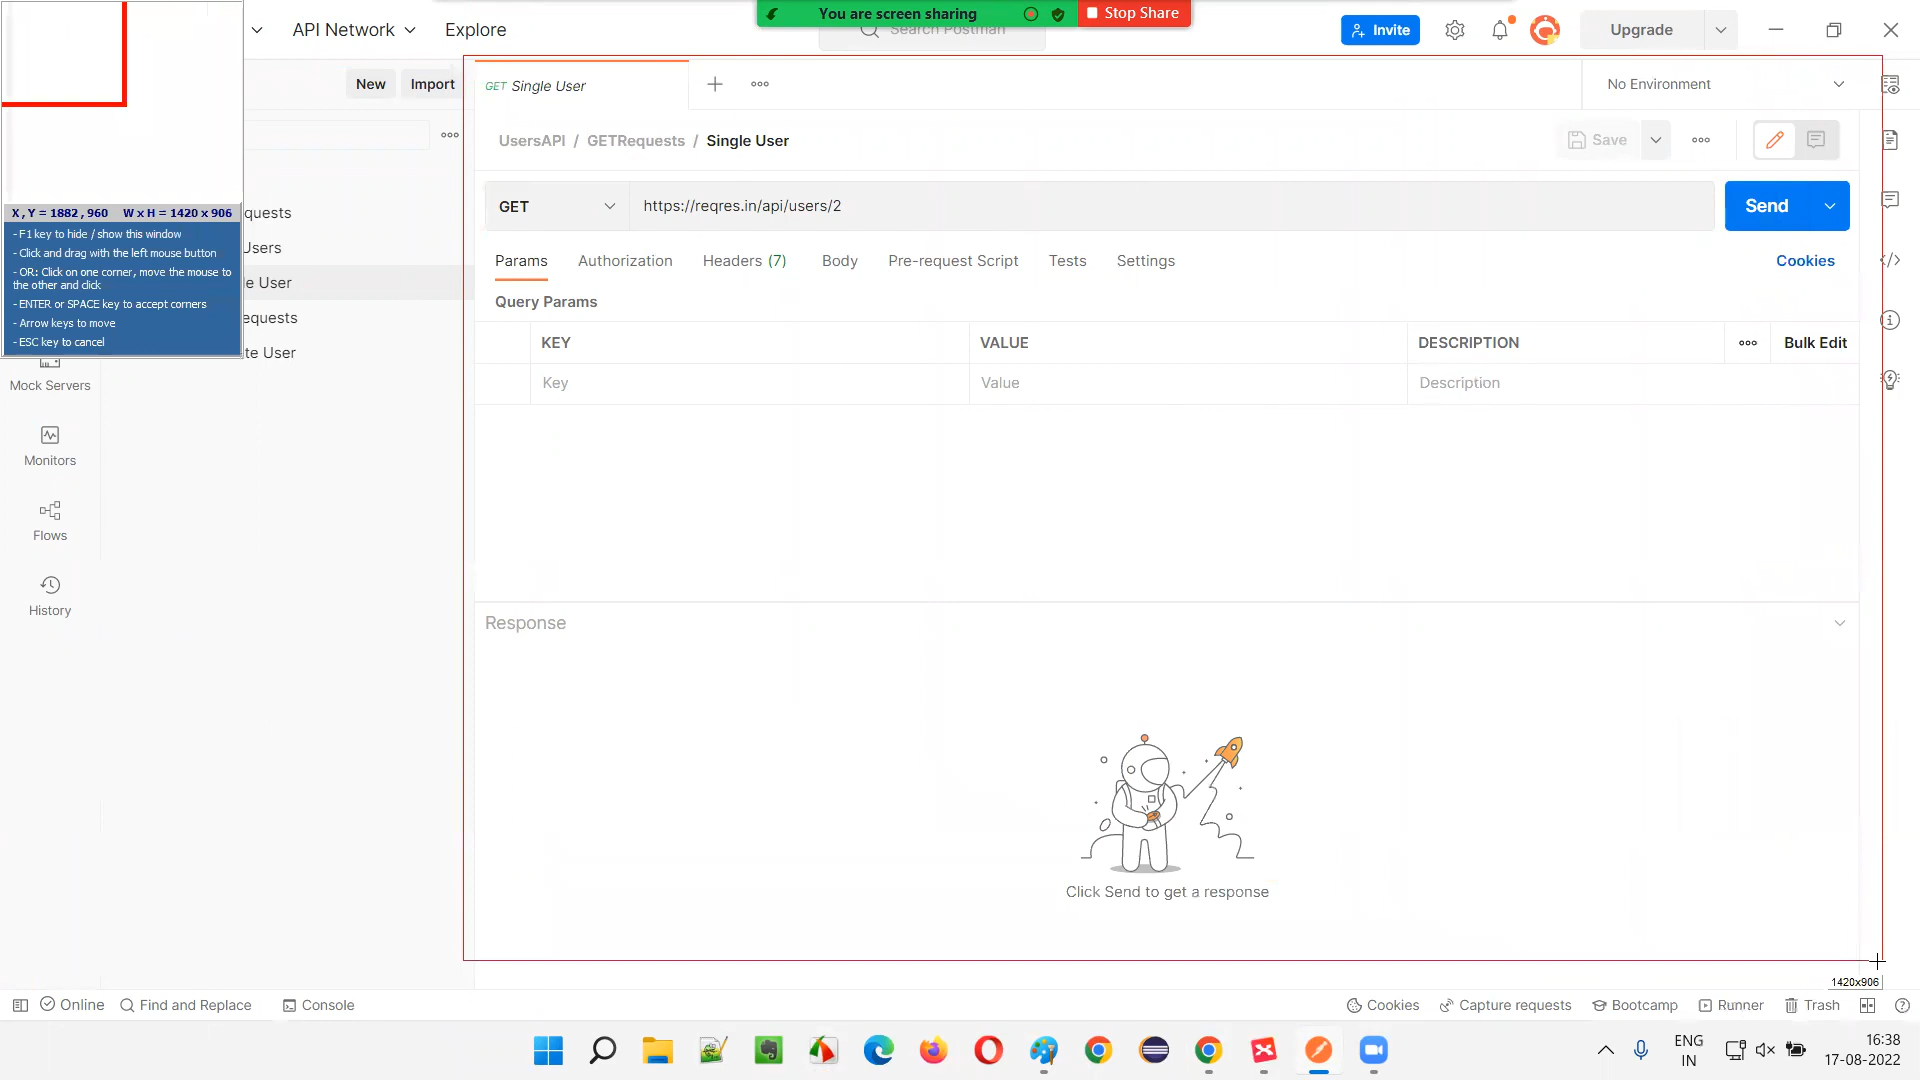 You are screen sharing
Stop Share
API Network
Explore
Search Postman
Invite
Upgrade
New
Import
GET Single User
No Environment
UsersAPI / GETRequests / Single User
Save
X,Y = 1882,960 W x H = 1420 x 906
- F1 key to hide / show this window
- Click and drag with the left mouse button
- OR: Click on one corner, move the mouse to
the other and click
- ENTER or SPACE key to accept corners
- Arrow keys to move
- ESC key to cancel
quests
Users
e User
equests
te User
GET
https://reqres.in/api/users/2
Send
Params
Authorization
Headers (7)
Body
Pre-request Script
Tests
Settings
Cookies
Query Params
KEY
VALUE
DESCRIPTION
Bulk Edit
Key
Value
Description
Mock Servers
Monitors
Flows
History
Response
Click Send to get a response
1420x906
Online
Find and Replace
Console
Cookies
Capture requests
Bootcamp
Runner
Trash
ENG
IN
16:38
17-08-2022